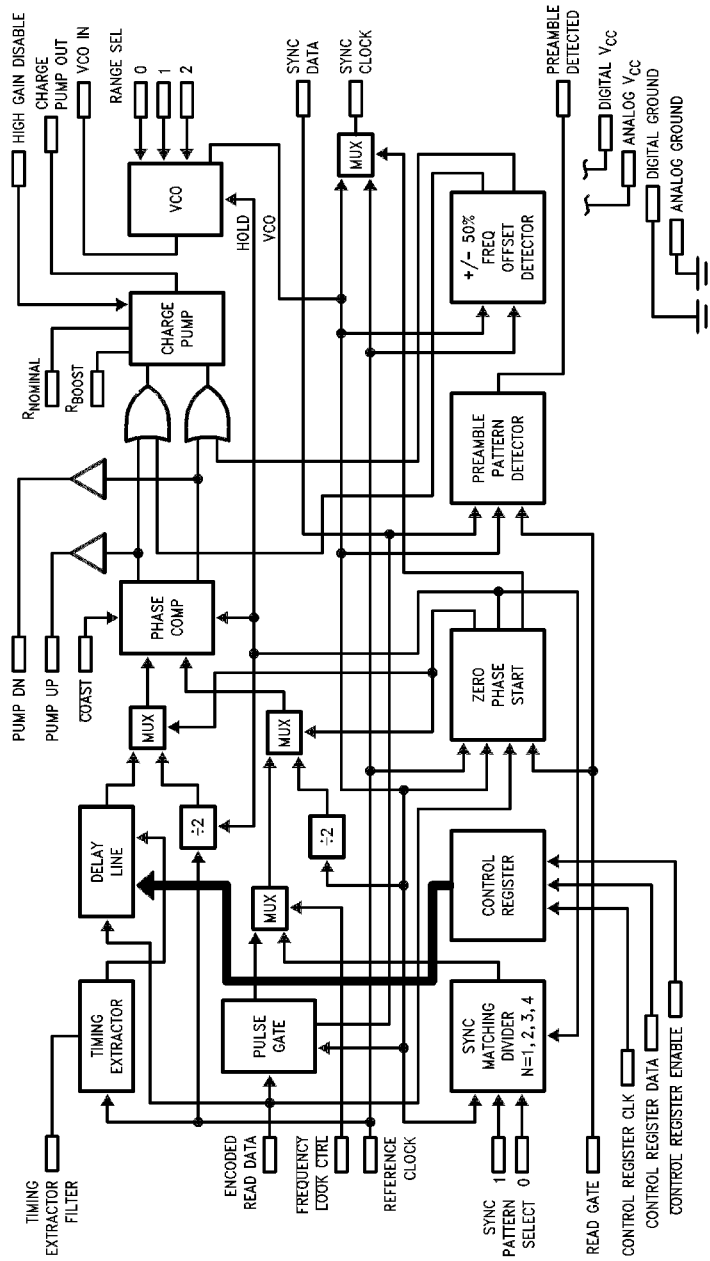 TIMING
EXTRACTOR
FILTER
ENCODED
READ DATA
FREQUENCY
LOOK CTRL
REFERENCE
CLOCK
SYNC
PATTERN
SELECT
1
0
READ GATE
CONTROL REGISTER CLK
CONTROL REGISTER DATA
CONTROL REGISTER ENABLE
TIMING
EXTRACTOR
PULSE
GATE
SYNC
MATCHING
DIVIDER
N=1,2,3,4
DELAY
LINE
÷2
MUX
÷2
CONTROL
REGISTER
MUX
MUX
ZERO
PHASE
START
PUMP DN
PUMP UP
COAST
PHASE
COMP
PREAMBLE
PATTERN
DETECTOR
RNOMINAL
RBOOST
CHARGE
PUMP
+/- 50%
FREQ
OFFSET
DETECTOR
HOLD
VCO
VCO
MUX
HIGH GAIN DISABLE
CHARGE
PUMP OUT
VCO IN
RANGE SEL
0
1
2
SYNC
DATA
SYNC
CLOCK
PREAMBLE
DETECTED
DIGITAL VCC
ANALOG VCC
DIGITAL GROUND
ANALOG GROUND